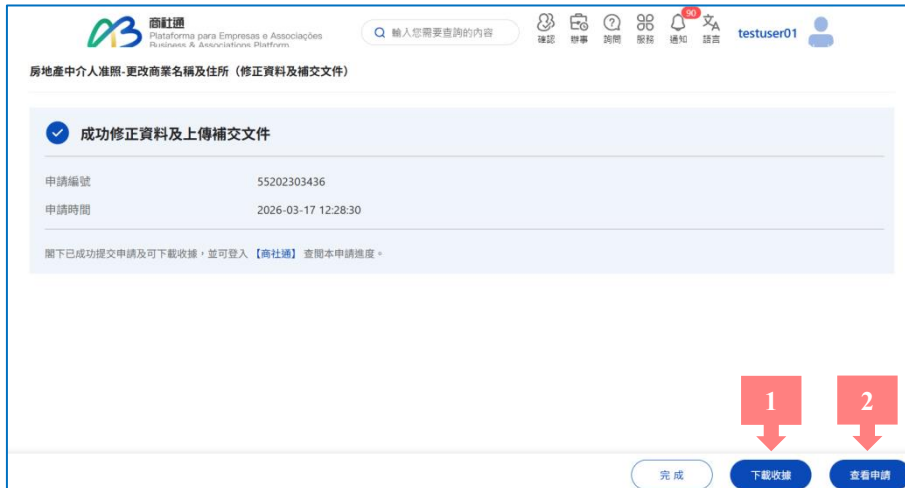 商社通
Plataforma para Empresas e Associações
Business & Associations Platform
輸入您需要查詢的內容
確認
辦事
詢問
服務
90
通知
語言
testuser01
房地產中介人准照-更改商業名稱及住所（修正資料及補交文件）
成功修正資料及上傳補交文件
申請編號 55202303436
申請時間 2026-03-17 12:28:30
閣下已成功提交申請及可下載收據，並可登入【商社通】查閱本申請進度。
1
2
完成
下載收據
查看申請